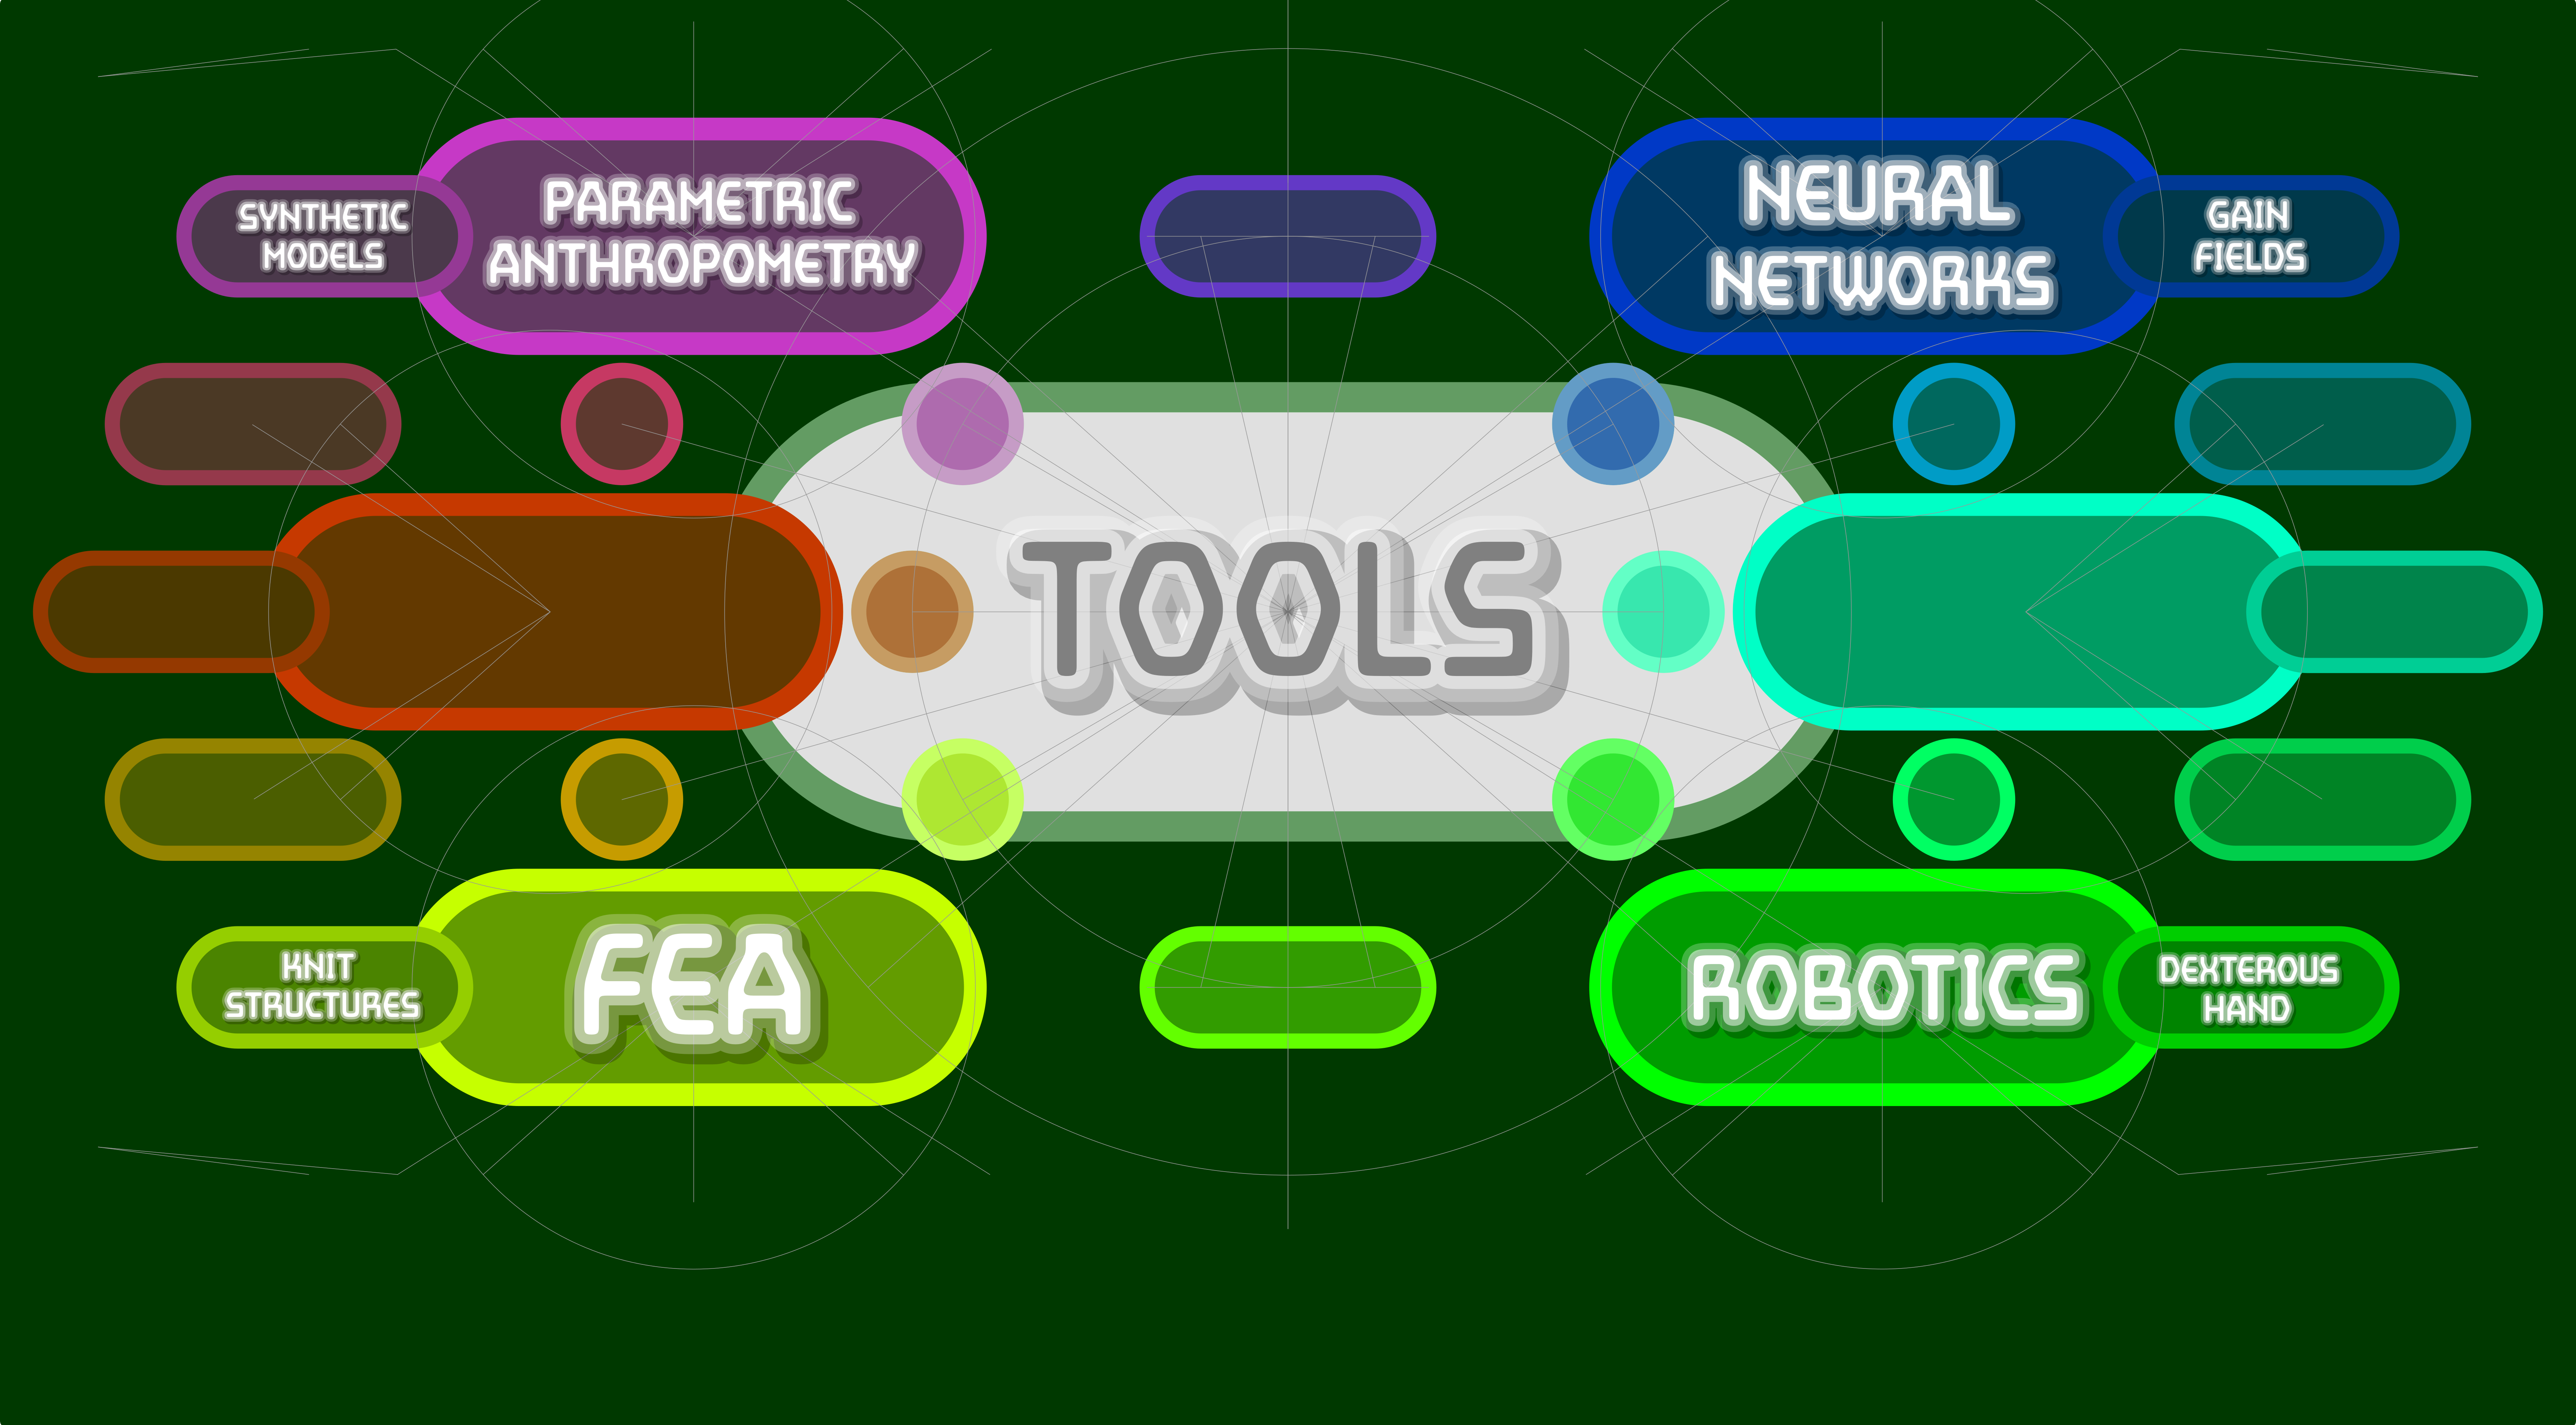 SYNTHETIC
MODELS
PARAMETRIC
ANTHROPOMETRY
NEURAL
NETWORKS
GAIN
FIELDS
TOOLS
KNIT
STRUCTURES
FEA
ROBOTICS
DEXTEROUS
HAND